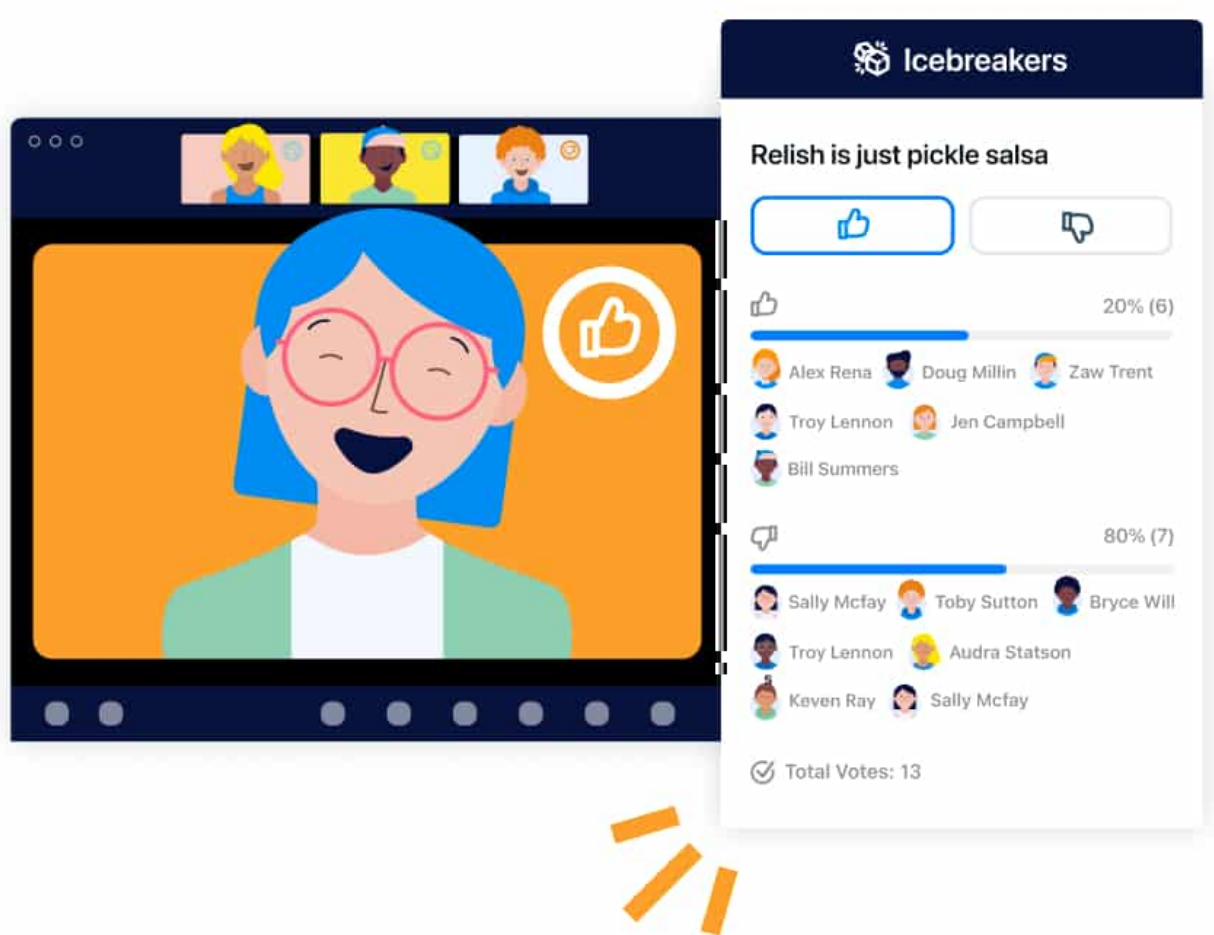 Icebreakers
Relish is just pickle salsa
20% (6)
Alex Rena Doug Millin Zaw Trent
Troy Lennon Jen Campbell
Bill Summers
80% (7)
Sally Mcfay Toby Sutton Bryce Will
Troy Lennon Audra Statson
Keven Ray Sally Mcfay
Total Votes: 13